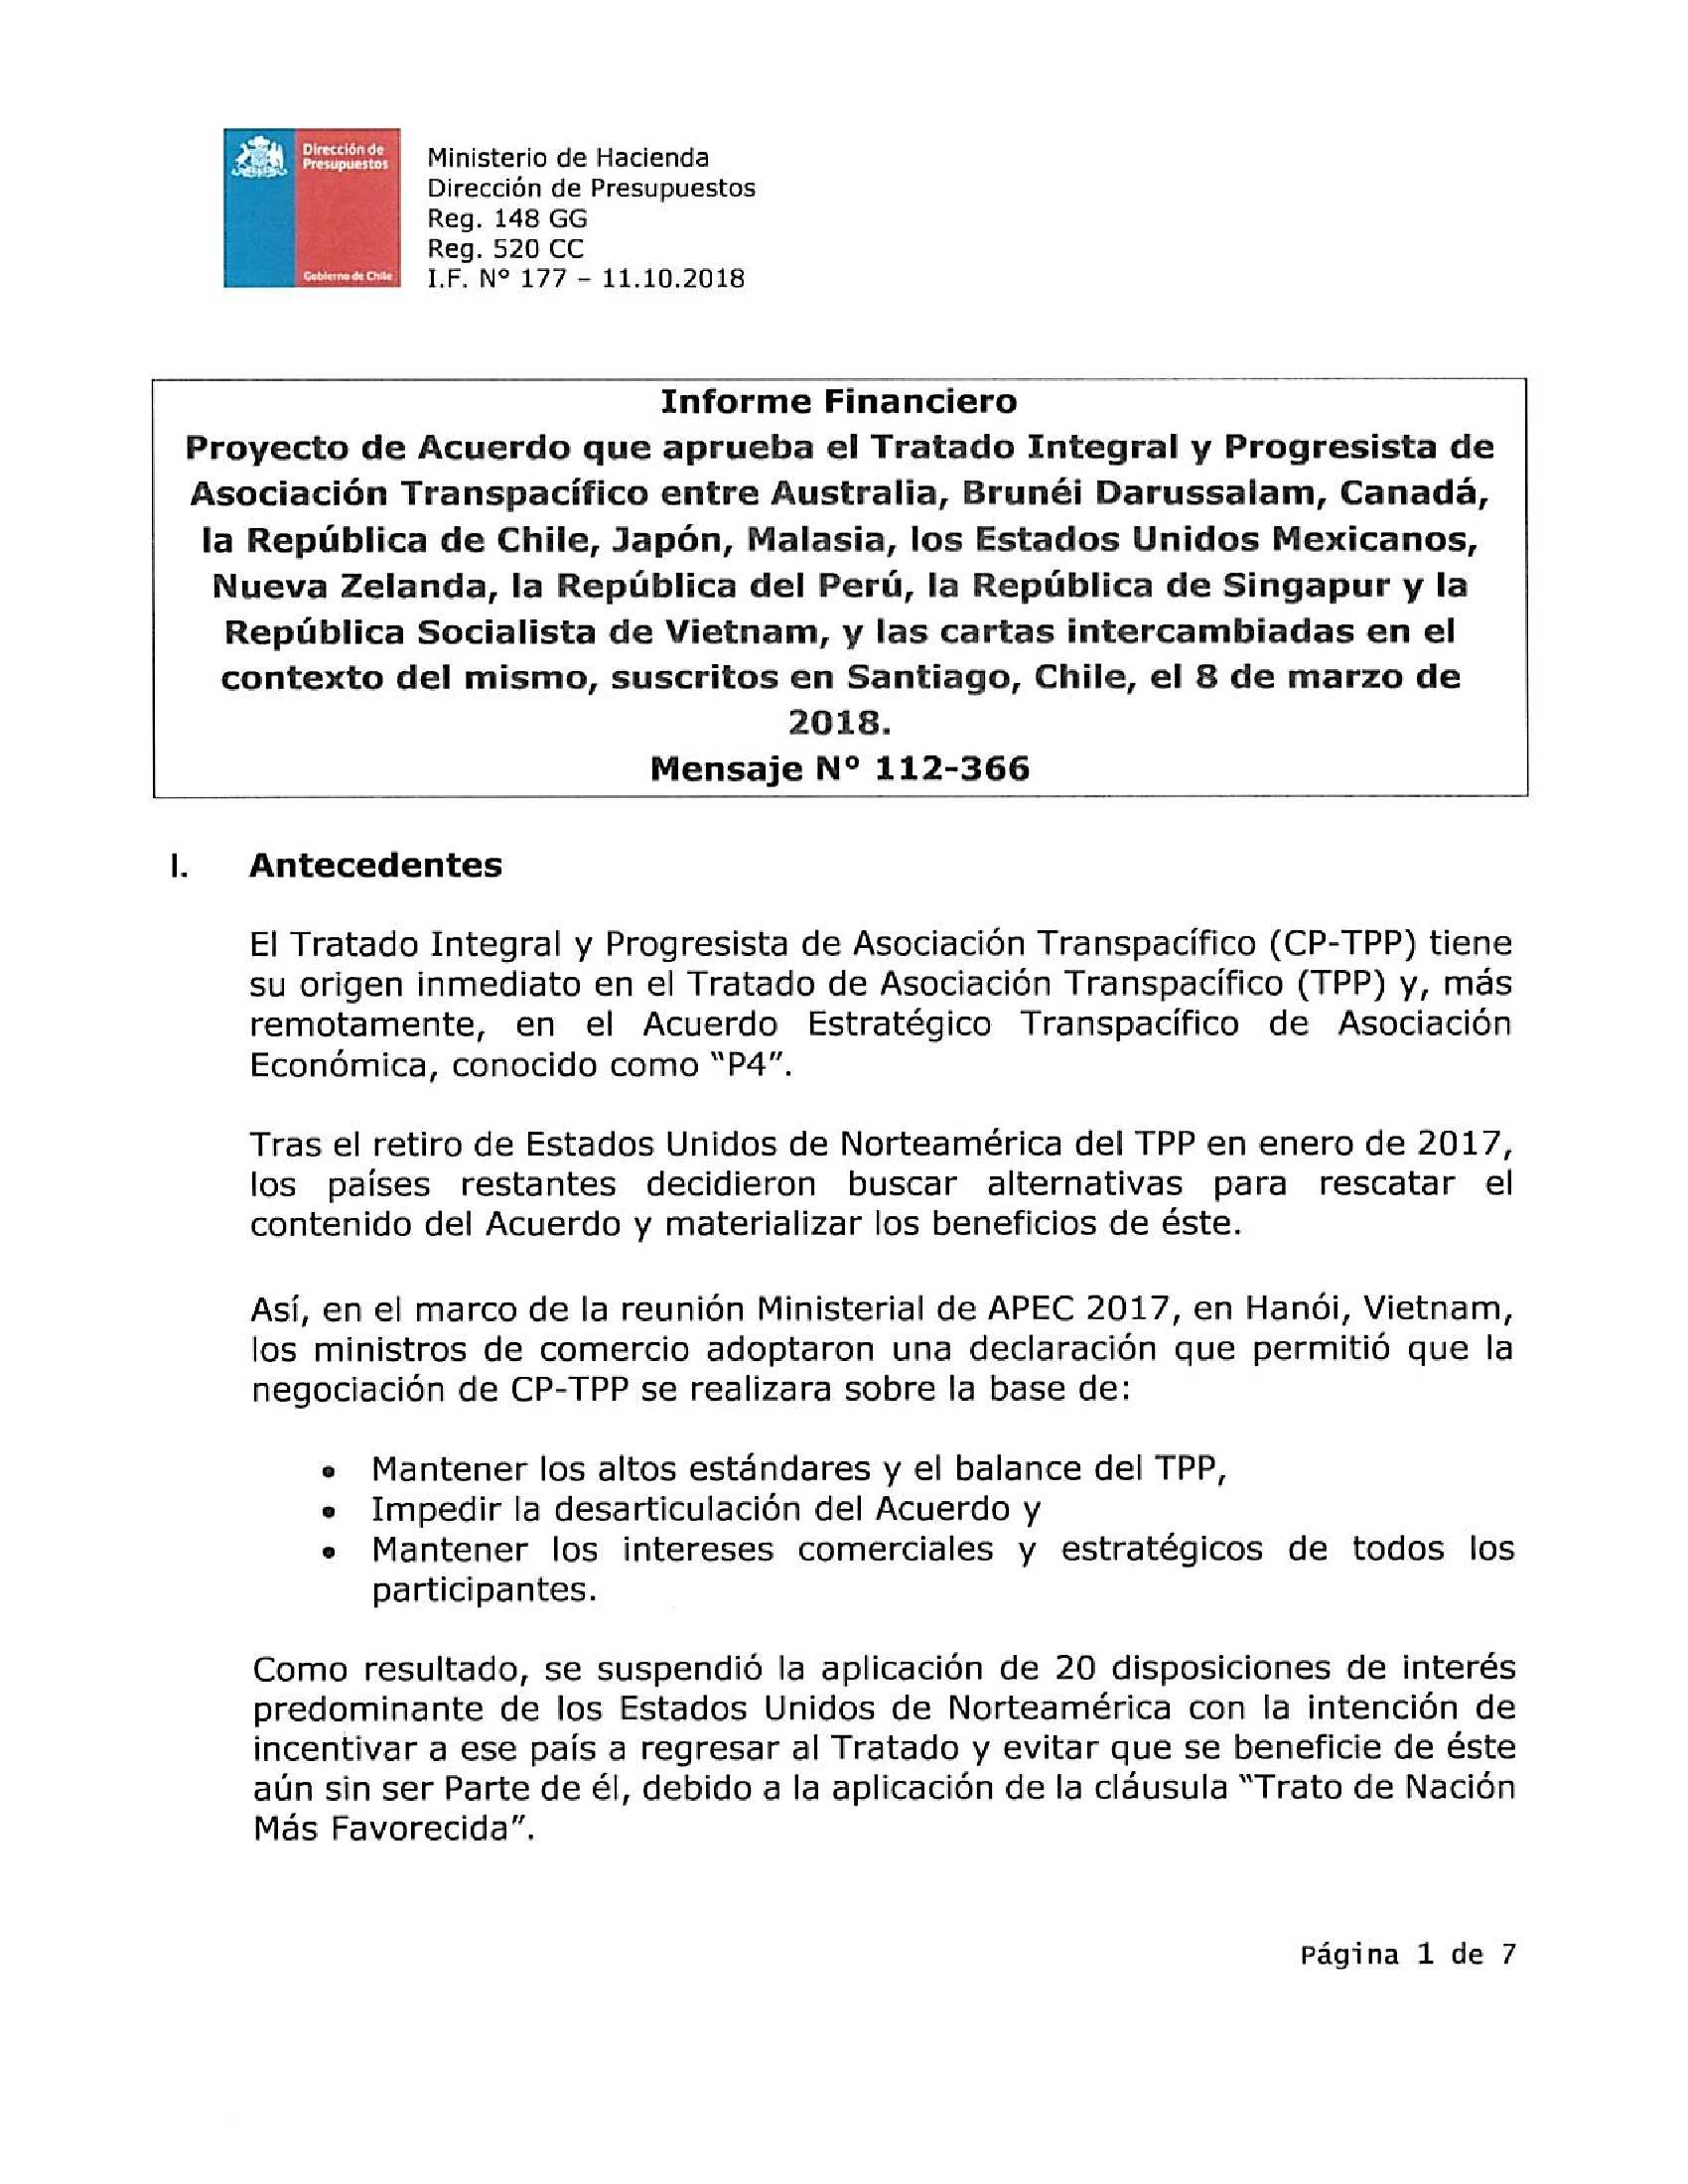 Dirección de
Presupuestos
Gobierno de Chile
Ministerio de Hacienda
Dirección de Presupuestos
Reg. 148 GG
Reg. 520 CC
I.F. Nº 177 – 11.10.2018
Informe Financiero
Proyecto de Acuerdo que aprueba el Tratado Integral y Progresista de
Asociación Transpacífico entre Australia, Brunéi Darussalam, Canadá,
la República de Chile, Japón, Malasia, los Estados Unidos Mexicanos,
Nueva Zelanda, la República del Perú, la República de Singapur y la
República Socialista de Vietnam, y las cartas intercambiadas en el
contexto del mismo, suscritos en Santiago, Chile, el 8 de marzo de
2018.
Mensaje Nº 112-366
I. Antecedentes
El Tratado Integral y Progresista de Asociación Transpacífico (CP-TPP) tiene
su origen inmediato en el Tratado de Asociación Transpacífico (TPP) y, más
remotamente, en el Acuerdo Estratégico Transpacífico de Asociación
Económica, conocido como "P4".
Tras el retiro de Estados Unidos de Norteamérica del TPP en enero de 2017,
los países restantes decidieron buscar alternativas para rescatar el
contenido del Acuerdo y materializar los beneficios de éste.
Así, en el marco de la reunión Ministerial de APEC 2017, en Hanói, Vietnam,
los ministros de comercio adoptaron una declaración que permitió que la
negociación de CP-TPP se realizara sobre la base de:
• Mantener los altos estándares y el balance del TPP,
• Impedir la desarticulación del Acuerdo y
• Mantener los intereses comerciales y estratégicos de todos los
participantes.
Como resultado, se suspendió la aplicación de 20 disposiciones de interés
predominante de los Estados Unidos de Norteamérica con la intención de
incentivar a ese país a regresar al Tratado y evitar que se beneficie de éste
aún sin ser Parte de él, debido a la aplicación de la cláusula "Trato de Nación
Más Favorecida".
Página 1 de 7